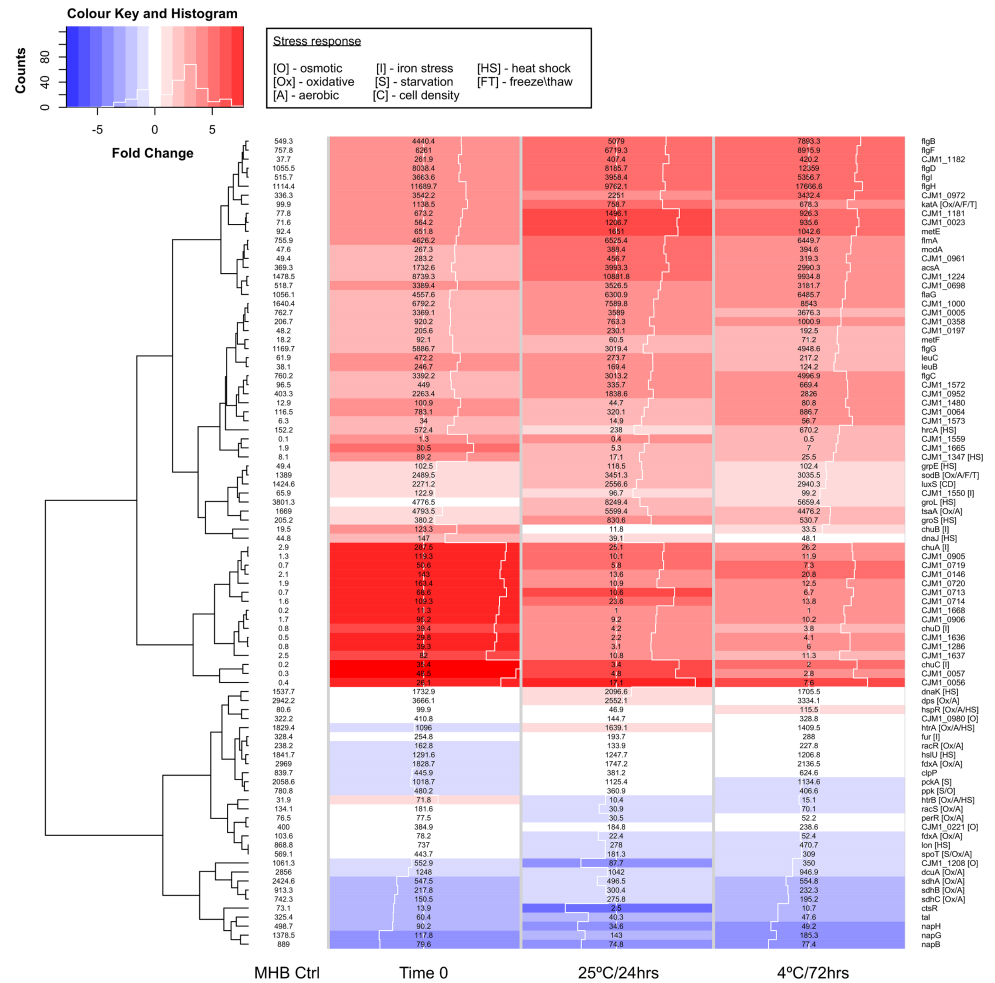 Colour Key and Histogram
Counts
0 40 80
-5 0 5
Fold Change
Stress response
[O] - osmotic [I] - iron stress [HS] - heat shock
[Ox] - oxidative [S] - starvation [FT] - freeze\thaw
[A] - aerobic [C] - cell density
549.3 4440.4 5079 7893.3 flgB
757.8 6261 6719.3 8915.9 flgF
37.7 261.9 407.4 420.2 CJM1_1182
1055.5 8038.4 8185.7 12359 flgD
515.7 3663.6 3958.4 5356.7 flgI
1114.4 11689.7 9762.1 17666.6 flgH
336.3 3542.2 2251 3432.4 CJM1_0972
99.9 1138.5 758.7 678.3 katA [Ox/A/F/T]
77.8 673.2 1496.1 926.3 CJM1_1181
71.6 564.2 1206.7 935.6 CJM1_0023
92.4 651.8 1651 1042.6 metE
755.9 4626.2 6525.4 6449.7 flmA
47.6 267.3 388.4 394.6 modA
49.4 283.2 456.7 319.3 CJM1_0961
369.3 1732.6 3993.3 2990.3 acsA
1478.5 8739.3 10881.8 9934.8 CJM1_1224
518.7 3389.4 3526.5 3181.7 CJM1_0698
1056.1 4557.6 6300.9 6485.7 flaG
1640.4 6792.2 7589.8 8543 CJM1_1000
762.7 3369.1 3589 3676.3 CJM1_0005
206.7 920.2 763.3 1000.9 CJM1_0358
48.2 205.6 230.1 192.5 CJM1_0197
18.2 92.1 60.5 71.2 metF
1169.7 5886.7 3019.4 4948.6 flgG
61.9 472.2 273.7 217.2 leuC
38.1 246.7 169.4 124.2 leuB
760.2 3392.2 3013.2 4996.9 flgC
96.5 449 335.7 669.4 CJM1_1572
403.3 2263.4 1838.6 2826 CJM1_0952
12.9 100.9 44.7 80.8 CJM1_1480
116.5 783.1 320.1 886.7 CJM1_0064
6.3 34 14.9 56.7 CJM1_1573
152.2 572.4 238 670.2 hrcA [HS]
0.1 1.3 0.4 0.5 CJM1_1559
1.9 30.5 5.3 7 CJM1_1665
8.1 89.2 17.1 25.5 CJM1_1347 [HS]
49.4 102.5 118.5 102.4 grpE [HS]
1389 2489.5 3451.3 3035.5 sodB [Ox/A/F/T]
1424.6 2271.2 2556.6 2940.3 luxS [CD]
65.9 122.9 96.7 99.2 CJM1_1550 [I]
3801.3 4776.5 8249.4 5659.4 groL [HS]
1669 4793.5 5599.4 4476.2 tsaA [Ox/A]
205.2 380.2 830.6 530.7 groS [HS]
19.5 123.3 11.8 33.5 chuB [I]
44.8 147 39.1 48.1 dnaJ [HS]
2.9 287.5 25.1 26.2 chuA [I]
1.3 119.3 10.1 11.9 CJM1_0905
0.7 50.6 5.8 7.3 CJM1_0719
2.1 143 13.6 20.8 CJM1_0146
1.9 10.9 12.5 CJM1_0720
0.7 68.6 10.6 6.7 CJM1_0713
1.6 109.3 23.6 13.8 CJM1_0714
0.2 11.3 1 1 CJM1_1668
1.7 95.2 9.2 10.2 CJM1_0906
0.8 39.4 4.2 3.8 chuD [I]
0.5 29.8 2.2 4.1 CJM1_1636
0.8 39.3 3.1 6 CJM1_1286
2.5 82 10.8 11.3 CJM1_1637
0.2 3.4 2 chuC [I]
0.3 4.8 2.8 CJM1_0057
0.4 17.1 7.6 CJM1_0056
1537.7 1732.9 2096.6 1705.5 dnaK [HS]
2942.2 3666.1 2552.1 3334.1 dps [Ox/A]
80.6 99.9 46.9 115.5 hspR [Ox/A/HS]
322.2 410.8 144.7 328.8 CJM1_0980 [O]
1829.4 1096 1639.1 1409.5 htrA [Ox/A/HS]
328.4 254.8 193.7 288 fur [I]
238.2 162.8 133.9 227.8 racR [Ox/A]
1841.7 1291.6 1247.7 1206.8 hslU [HS]
2969 1828.7 1747.2 2136.5 fdxA [Ox/A]
839.7 445.9 381.2 624.6 clpP
2058.6 1018.7 1125.4 1134.6 pckA [S]
780.8 480.2 360.9 406.6 ppk [S/O]
31.9 71.8 10.4 15.1 htrB [Ox/A/HS]
134.1 181.6 30.9 70.1 racS [Ox/A]
76.5 77.5 30.5 52.2 perR [Ox/A]
400 384.9 184.8 238.6 CJM1_0221 [O]
103.6 78.2 22.4 52.4 fdxA [Ox/A]
868.8 737 278 470.7 lon [HS]
569.1 443.7 181.3 309 spoT [S/Ox/A]
1061.3 552.9 87.7 350 CJM1_1208 [O]
2856 1248 1042 946.9 dcuA [Ox/A]
2424.6 547.5 496.5 554.8 sdhA [Ox/A]
913.3 217.8 300.4 232.3 sdhB [Ox/A]
742.3 150.5 275.8 195.2 sdhC [Ox/A]
73.1 13.9 2.5 10.7 ctsR
325.4 60.4 40.3 47.6 tal
498.7 90.2 34.6 49.2 napH
1378.5 117.8 143 185.3 napG
889 79.6 74.8 77.4 napB
MHB Ctrl Time 0 25ºC/24hrs 4ºC/72hrs